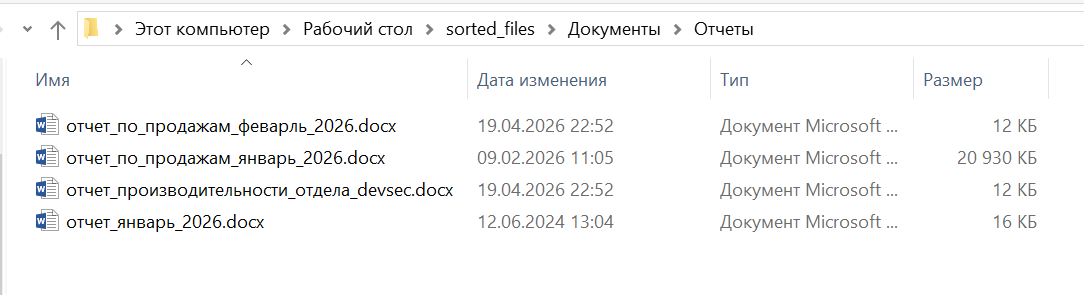 Этот компьютер > Рабочий стол > sorted_files > Документы > Отчеты
Имя Дата изменения Тип Размер
отчет_по_продажам_феварль_2026.docx 19.04.2026 22:52 Документ Microsoft ... 12 КБ
отчет_по_продажам_январь_2026.docx 09.02.2026 11:05 Документ Microsoft ... 20 930 КБ
отчет_производительности_отдела_devsec.docx 19.04.2026 22:52 Документ Microsoft ... 12 КБ
отчет_январь_2026.docx 12.06.2024 13:04 Документ Microsoft ... 16 КБ